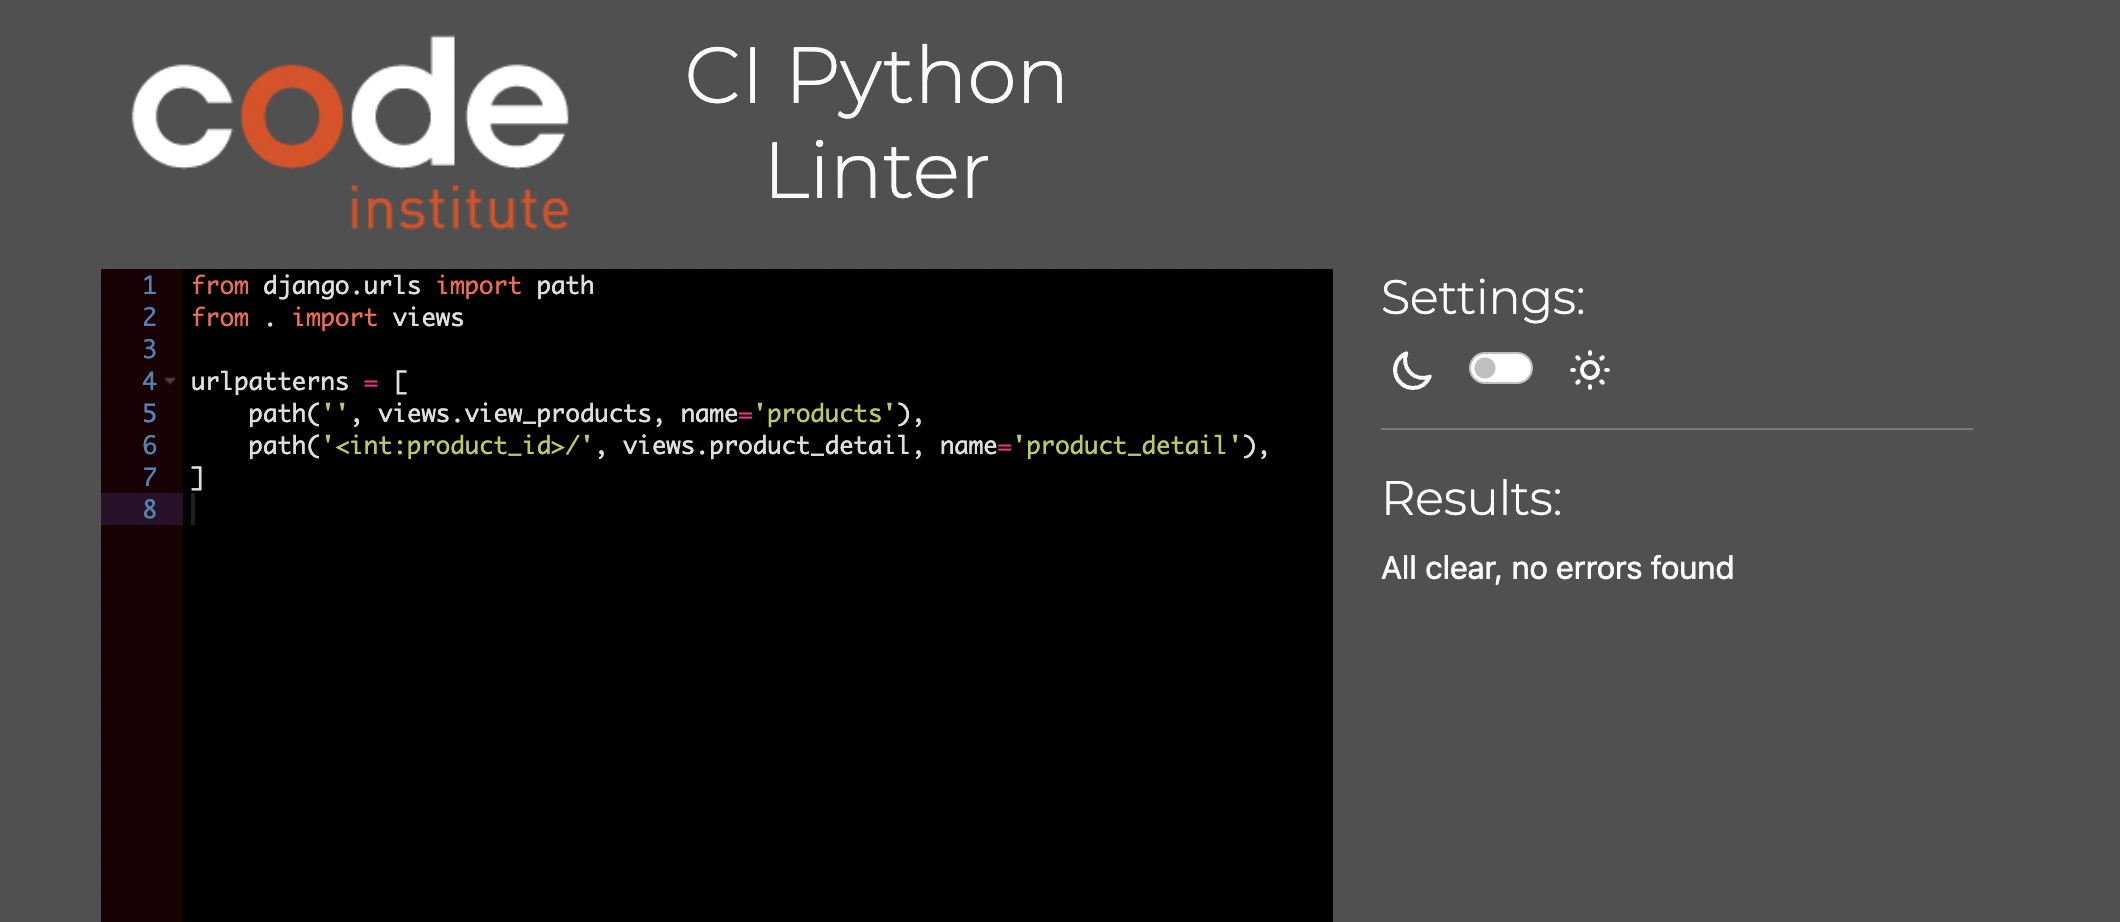 code
institute
CI Python
Linter
1 from django.urls import path
2 from . import views
3
4 urlpatterns = [
5     path('', views.view_products, name='products'),
6     path('<int:product_id>/', views.product_detail, name='product_detail'),
7 ]
8
Settings:
Results:
All clear, no errors found